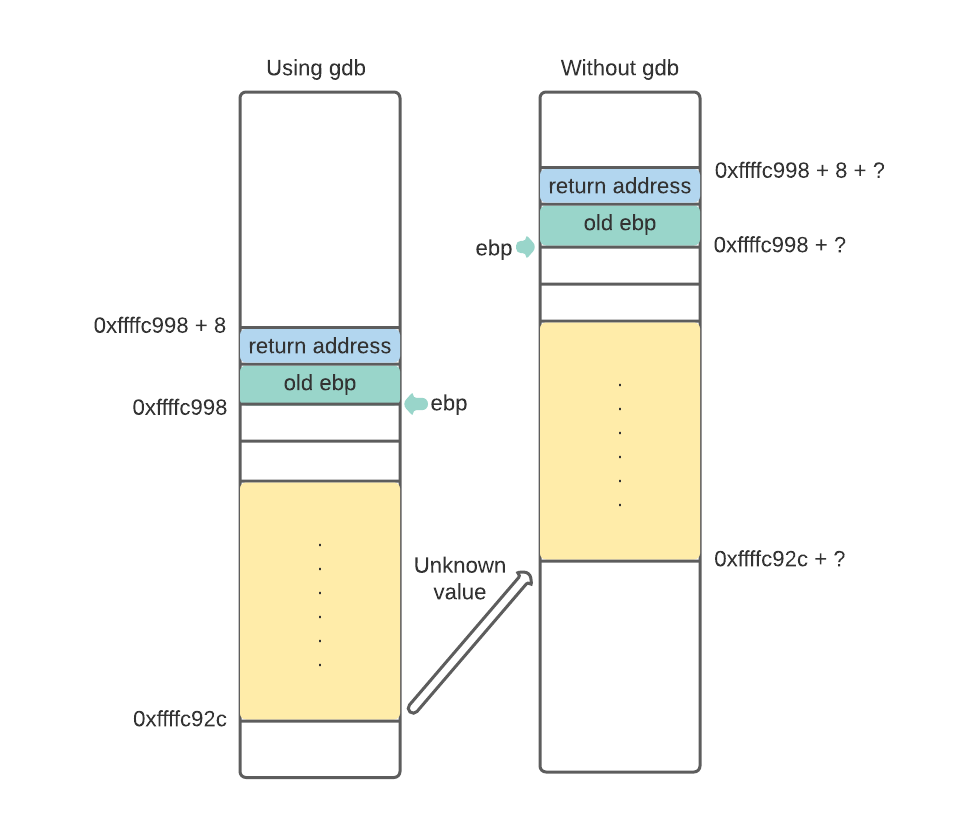 Using gdb
Without gdb
0xffffc998 + 8 + ?
return address
old ebp
ebp
0xffffc998 + ?
0xffffc998 + 8
return address
old ebp
0xffffc998
ebp
Unknown
value
0xffffc92c + ?
0xffffc92c